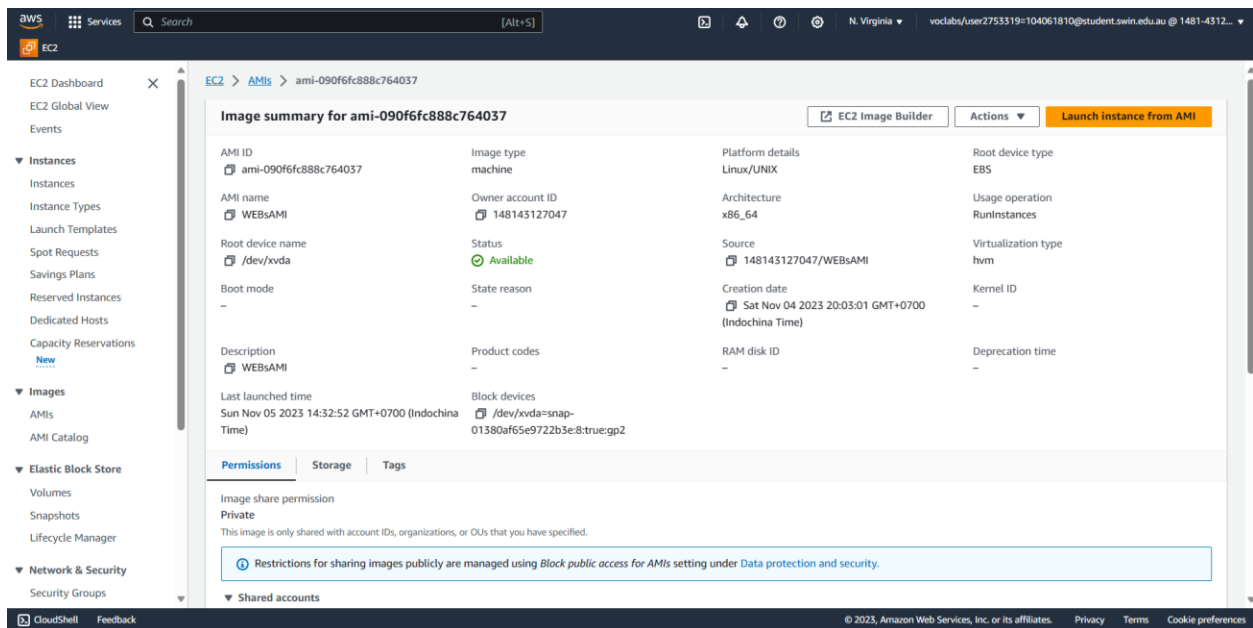 aws
Services
Search
[Alt+S]
N. Virginia
voclabs/user2753319=104061810@student.swin.edu.au @ 1481-4312...
EC2
EC2 Dashboard
EC2 Global View
Events
Instances
Instances
Instance Types
Launch Templates
Spot Requests
Savings Plans
Reserved Instances
Dedicated Hosts
Capacity Reservations
New
Images
AMIs
AMI Catalog
Elastic Block Store
Volumes
Snapshots
Lifecycle Manager
Network & Security
Security Groups
EC2 > AMIs > ami-090f6fc888c764037
Image summary for ami-090f6fc888c764037
EC2 Image Builder
Actions
Launch instance from AMI
AMI ID
ami-090f6fc888c764037
Image type
machine
Platform details
Linux/UNIX
Root device type
EBS
AMI name
WEBsAMI
Owner account ID
148143127047
Architecture
x86_64
Usage operation
RunInstances
Root device name
/dev/xvda
Status
Available
Source
148143127047/WEBsAMI
Virtualization type
hvm
Boot mode
–
State reason
–
Creation date
Sat Nov 04 2023 20:03:01 GMT+0700
(Indochina Time)
Kernel ID
–
Description
WEBsAMI
Product codes
–
RAM disk ID
–
Deprecation time
–
Last launched time
Sun Nov 05 2023 14:32:52 GMT+0700 (Indochina
Time)
Block devices
/dev/xvda=snap-
01380af65e9722b3e:8:true:gp2
Permissions
Storage
Tags
Image share permission
Private
This image is only shared with account IDs, organizations, or OUs that you have specified.
Restrictions for sharing images publicly are managed using Block public access for AMIs setting under Data protection and security.
Shared accounts
CloudShell
Feedback
© 2023, Amazon Web Services, Inc. or its affiliates.
Privacy
Terms
Cookie preferences